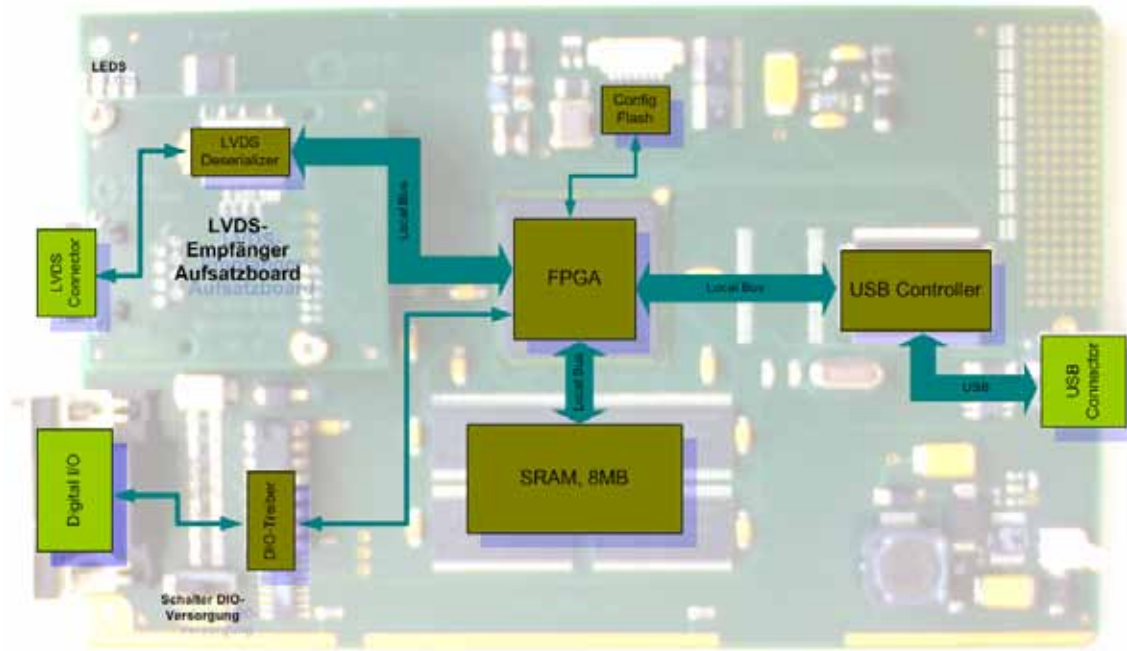 LEDS
Config
Flash
LVDS
Deserializer
Local Bus
LVDS-
Empfänger
Aufsatzboard
LVDS
Connector
FPGA
Local Bus
USB Controller
Local Bus
USB
USB
Connector
SRAM, 8MB
Digital I/O
DIO-Treiber
Schalter DIO-
Versorgung